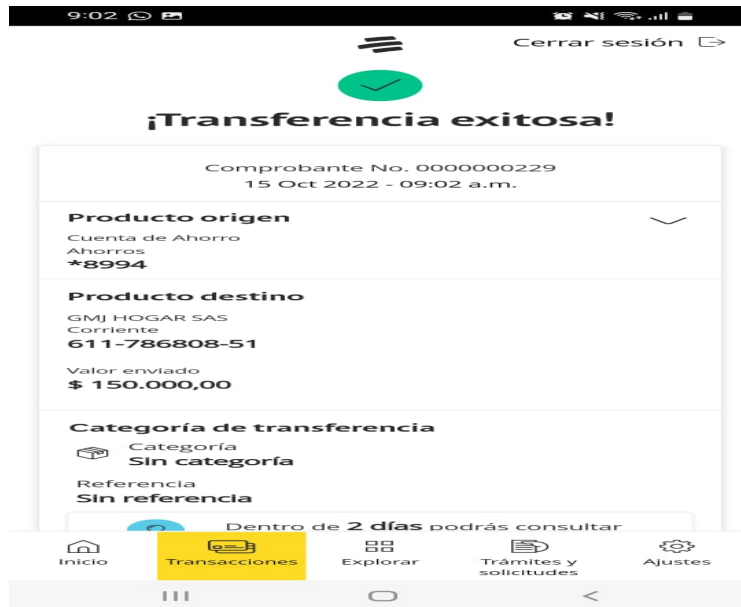 9:02
Cerrar sesión
¡Transferencia exitosa!
Comprobante No. 0000000229
15 Oct 2022 - 09:02 a.m.
Producto origen
Cuenta de Ahorro
Ahorros
*8994
Producto destino
GMJ HOGAR SAS
Corriente
611-786808-51
Valor enviado
$ 150.000,00
Categoría de transferencia
Categoría
Sin categoría
Referencia
Sin referencia
Dentro de 2 días podrás consultar
Inicio
Transacciones
Explorar
Trámites y
solicitudes
Ajustes